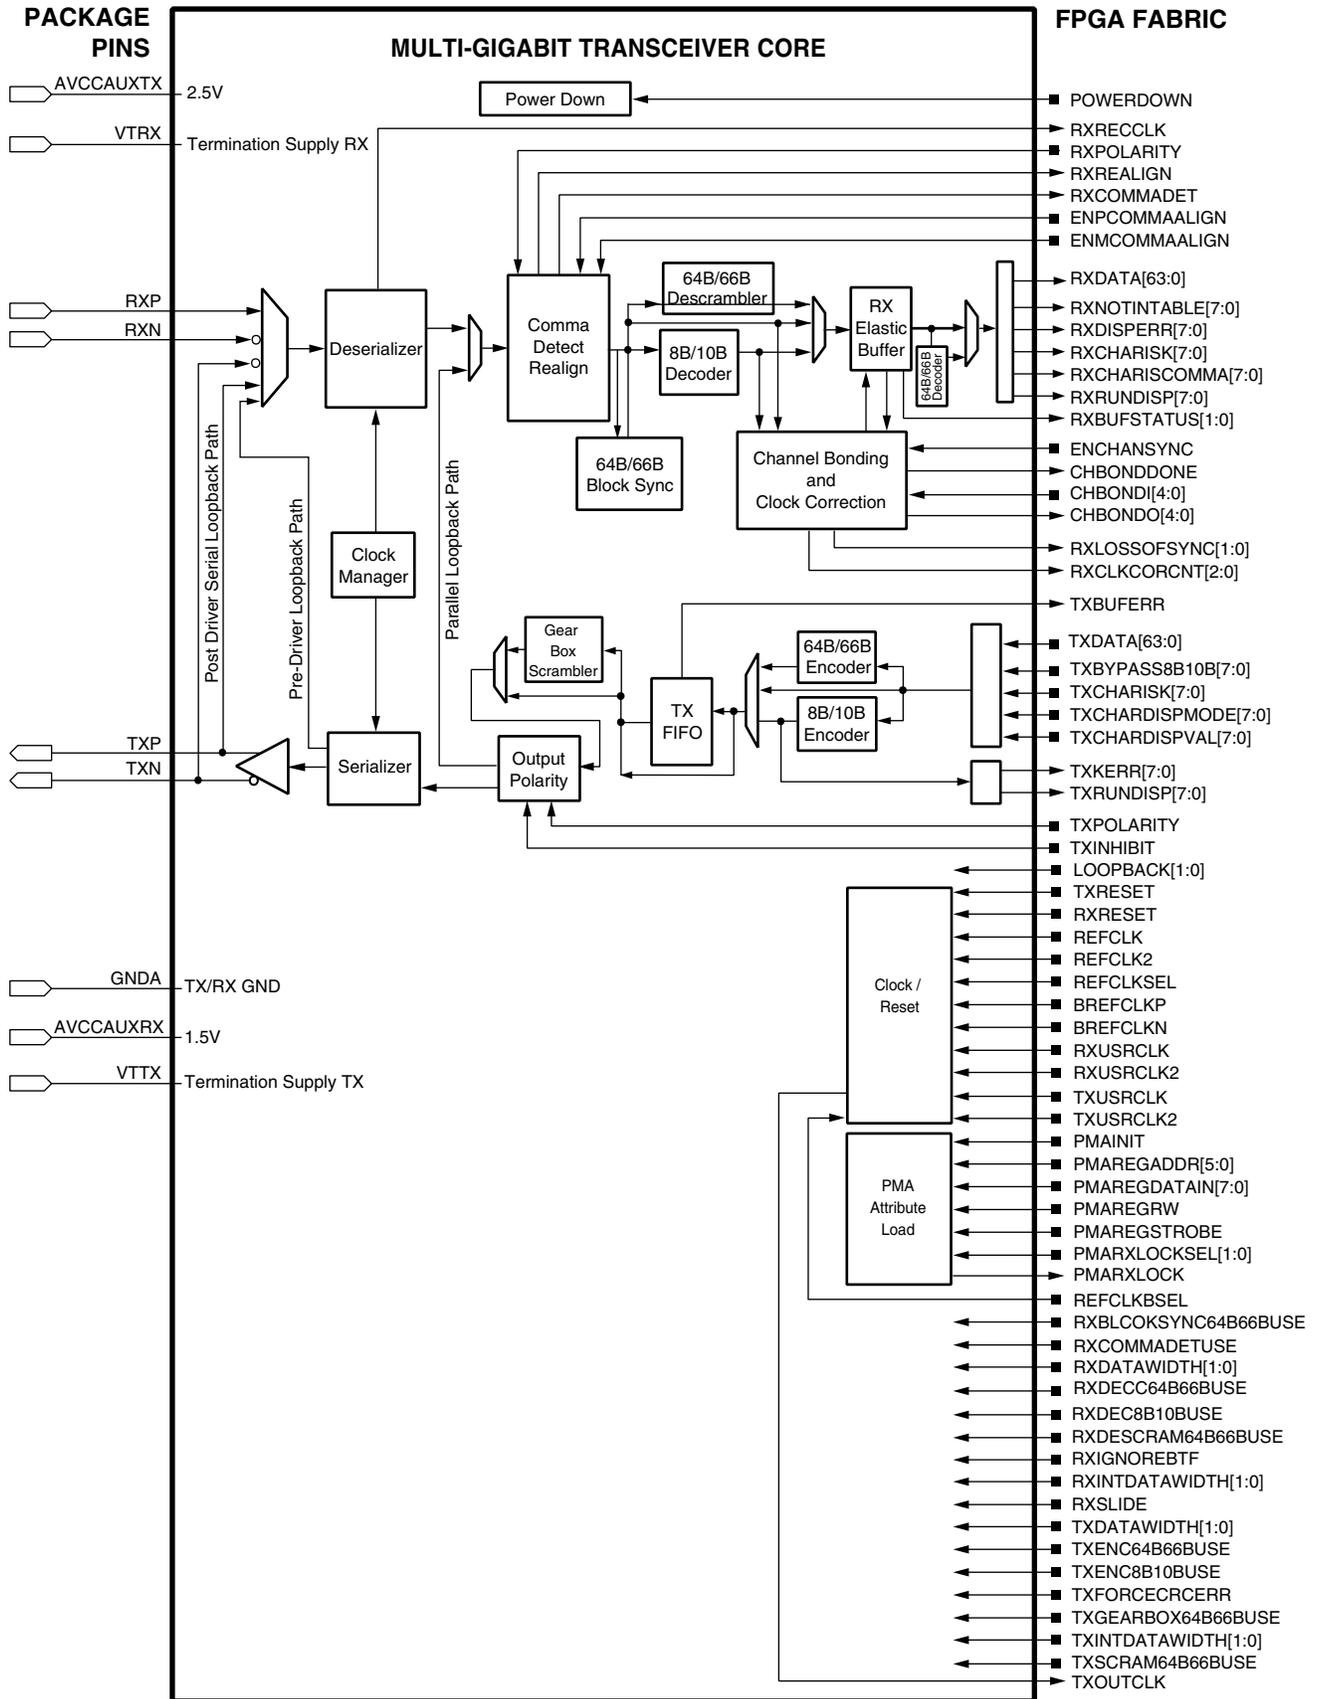 PACKAGE
PINS
MULTI-GIGABIT TRANSCEIVER CORE
FPGA FABRIC
AVCCAUXTX
2.5V
VTRX
Termination Supply RX
RXP
RXN
TXP
TXN
GNDA
TX/RX GND
AVCCAUXRX
1.5V
VTTX
Termination Supply TX
Power Down
Deserializer
Comma
Detect
Realign
64B/66B
Descrambler
8B/10B
Decoder
64B/66B
Block Sync
RX
Elastic
Buffer
64B/66B
Decoder
Channel Bonding
and
Clock Correction
Clock
Manager
Post Driver Serial Loopback Path
Pre-Driver Loopback Path
Parallel Loopback Path
Gear
Box
Scrambler
TX
FIFO
64B/66B
Encoder
8B/10B
Encoder
Serializer
Output
Polarity
Clock /
Reset
PMA
Attribute
Load
POWERDOWN
RXRECCLK
RXPOLARITY
RXREALIGN
RXCOMMADET
ENPCOMMAALIGN
ENMCOMMAALIGN
RXDATA[63:0]
RXNOTINTABLE[7:0]
RXDISPERR[7:0]
RXCHARISK[7:0]
RXCHARISCOMMA[7:0]
RXRUNDISP[7:0]
RXBUFSTATUS[1:0]
ENCHANSYNC
CHBONDDONE
CHBONDI[4:0]
CHBONDO[4:0]
RXLOSSOFSYNC[1:0]
RXCLKCORCNT[2:0]
TXBUFERR
TXDATA[63:0]
TXBYPASS8B10B[7:0]
TXCHARISK[7:0]
TXCHARDISPMODE[7:0]
TXCHARDISPVAL[7:0]
TXKERR[7:0]
TXRUNDISP[7:0]
TXPOLARITY
TXINHIBIT
LOOPBACK[1:0]
TXRESET
RXRESET
REFCLK
REFCLK2
REFCLKSEL
BREFCLKP
BREFCLKN
RXUSRCLK
RXUSRCLK2
TXUSRCLK
TXUSRCLK2
PMAINIT
PMAREGADDR[5:0]
PMAREGDATAIN[7:0]
PMAREGRW
PMAREGSTROBE
PMARXLOCKSEL[1:0]
PMARXLOCK
REFCLKBSEL
RXBLCOKSYNC64B66BUSE
RXCOMMADETUSE
RXDATAWIDTH[1:0]
RXDECC64B66BUSE
RXDEC8B10BUSE
RXDESCRAM64B66BUSE
RXIGNOREBTF
RXINTDATAWIDTH[1:0]
RXSLIDE
TXDATAWIDTH[1:0]
TXENC64B66BUSE
TXENC8B10BUSE
TXFORCECRCERR
TXGEARBOX64B66BUSE
TXINTDATAWIDTH[1:0]
TXSCRAM64B66BUSE
TXOUTCLK